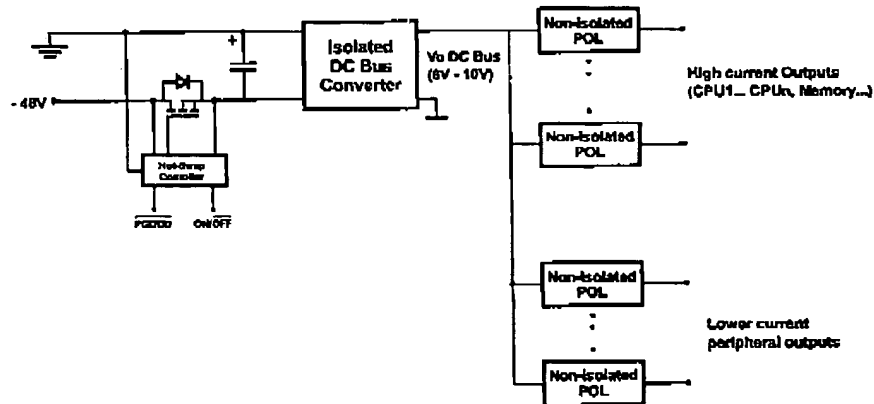 +
Isolated
DC Bus
Converter
Vo DC Bus
(6V - 10V)
- 48V
Hot-Swap
Controller
PGOOD
ON/OFF
Non-isolated
POL
Non-isolated
POL
High current Outputs
(CPU1... CPUn, Memory...)
Non-isolated
POL
Non-isolated
POL
Lower current
peripheral outputs